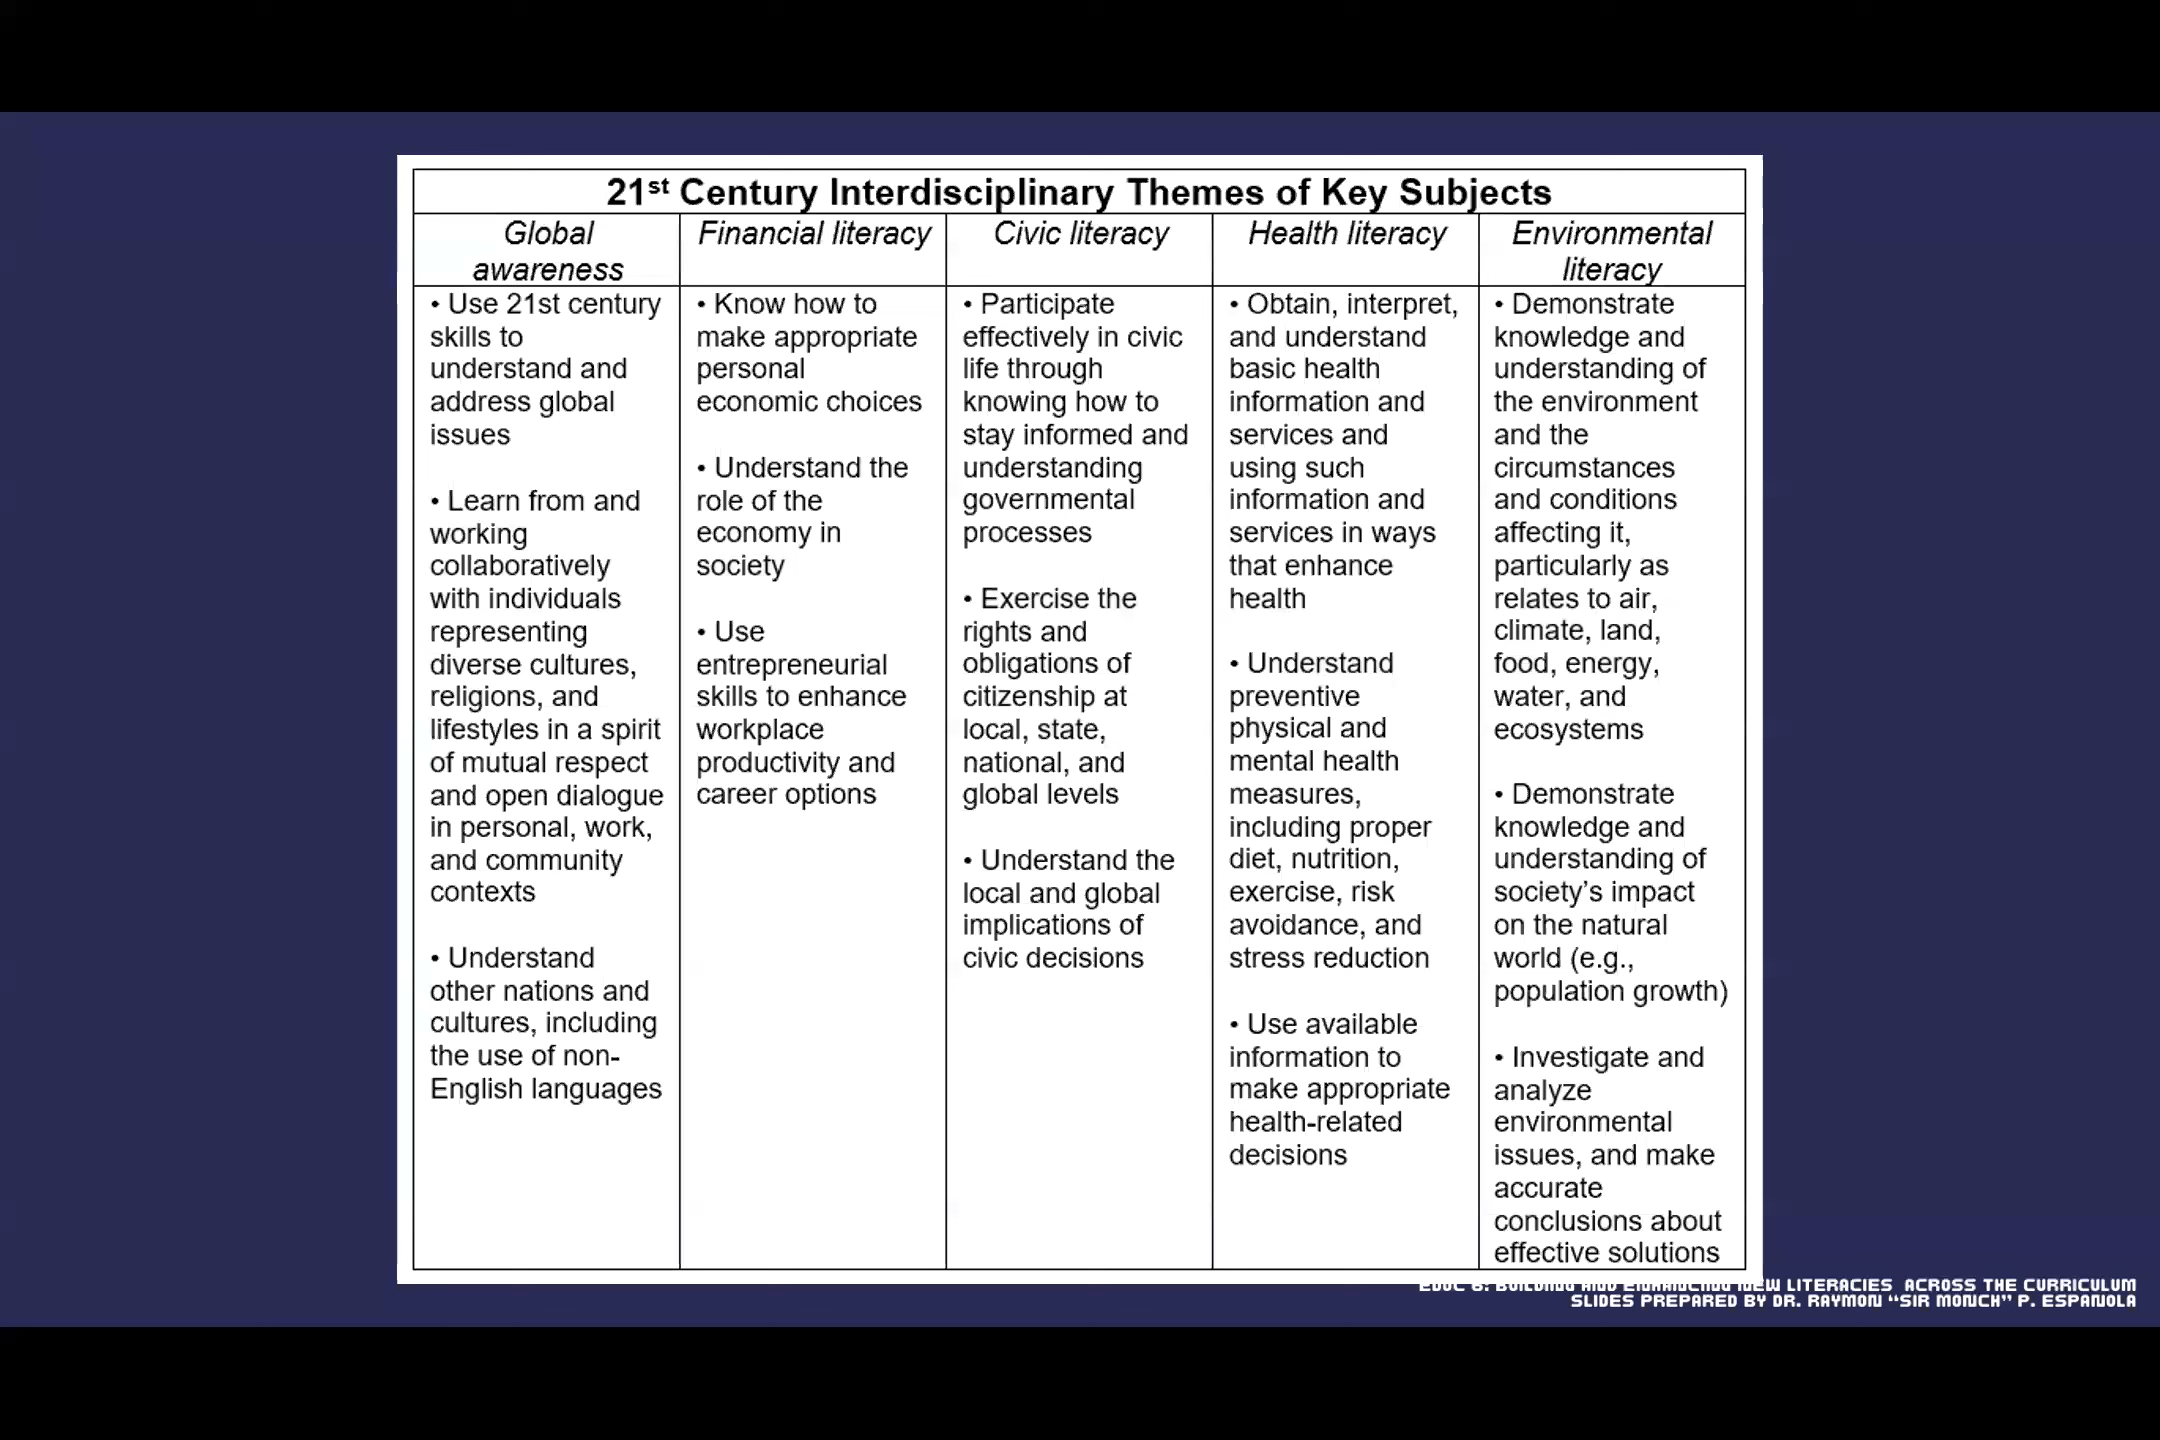 21st Century Interdisciplinary Themes of Key Subjects
Global
awareness
• Use 21st century
skills to
understand and
address global
issues
• Learn from and
working
collaboratively
with individuals
representing
diverse cultures,
religions, and
lifestyles in a spirit
of mutual respect
and open dialogue
in personal, work,
and community
contexts
• Understand
other nations and
cultures, including
the use of non-
English languages
Financial literacy
• Know how to
make appropriate
personal
economic choices
• Understand the
role of the
economy in
society
• Use
entrepreneurial
skills to enhance
workplace
productivity and
career options
Civic literacy
• Participate
effectively in civic
life through
knowing how to
stay informed and
understanding
governmental
processes
• Exercise the
rights and
obligations of
citizenship at
local, state,
national, and
global levels
• Understand the
local and global
implications of
civic decisions
Health literacy
• Obtain, interpret,
and understand
basic health
information and
services and
using such
information and
services in ways
that enhance
health
• Understand
preventive
physical and
mental health
measures,
including proper
diet, nutrition,
exercise, risk
avoidance, and
stress reduction
• Use available
information to
make appropriate
health-related
decisions
Environmental
literacy
• Demonstrate
knowledge and
understanding of
the environment
and the
circumstances
and conditions
affecting it,
particularly as
relates to air,
climate, land,
food, energy,
water, and
ecosystems
• Demonstrate
knowledge and
understanding of
society’s impact
on the natural
world (e.g.,
population growth)
• Investigate and
analyze
environmental
issues, and make
accurate
conclusions about
effective solutions
BUILDING AND ENHANCING NEW LITERACIES ACROSS THE CURRICULUM
SLIDES PREPARED BY DR. RAYMON “SIR MONCH” P. ESPANOLA